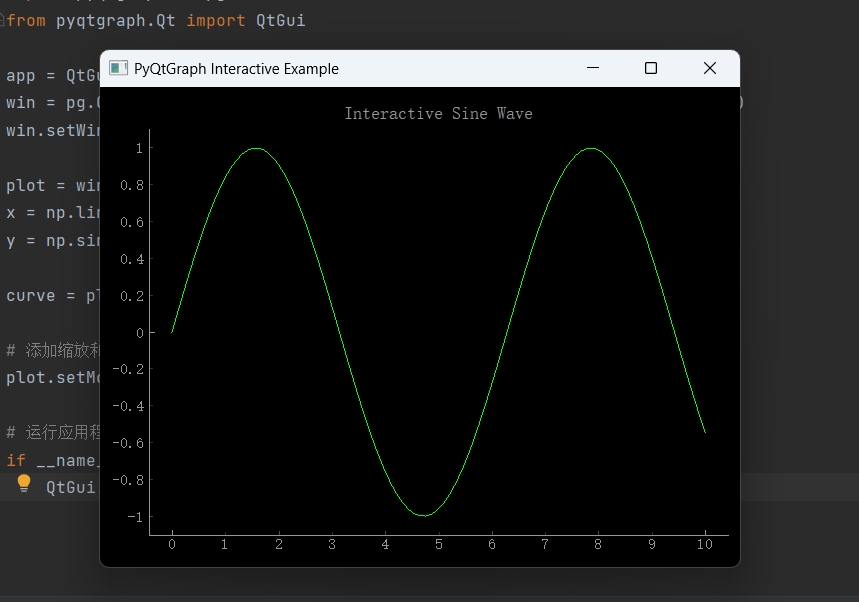 from pyqtgraph.Qt import QtGui
PyQtGraph Interactive Example
app = QtGu
win = pg. )
win.setWin
plot = win
x = np.lin
y = np.sin
curve = pl
# 添加缩放和
plot.setMo
# 运行应用程
if __name_
QtGui
Interactive Sine Wave
1
0.8
0.6
0.4
0.2
0
-0.2
-0.4
-0.6
-0.8
-1
0 1 2 3 4 5 6 7 8 9 10